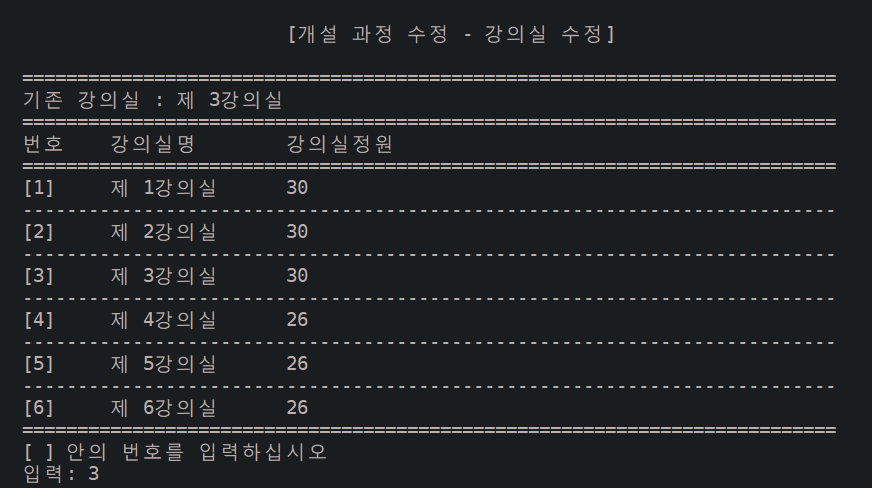 [개설 과정 수정 - 강의실 수정]
==========================================================================
기존 강의실 : 제 3강의실
==========================================================================
번호 강의실명 강의실정원
==========================================================================
[1] 제 1강의실 30
--------------------------------------------------------------------------
[2] 제 2강의실 30
--------------------------------------------------------------------------
[3] 제 3강의실 30
--------------------------------------------------------------------------
[4] 제 4강의실 26
--------------------------------------------------------------------------
[5] 제 5강의실 26
--------------------------------------------------------------------------
[6] 제 6강의실 26
==========================================================================
[ ] 안의 번호를 입력하십시오
입력: 3